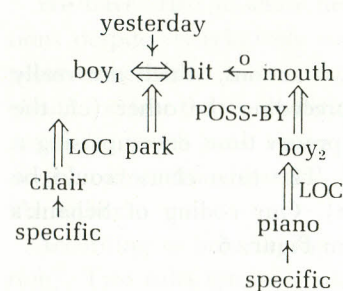 yesterday
boy₁ ⇔ hit ←o mouth
POSS-BY
LOC park boy₂
chair LOC
specific piano
specific